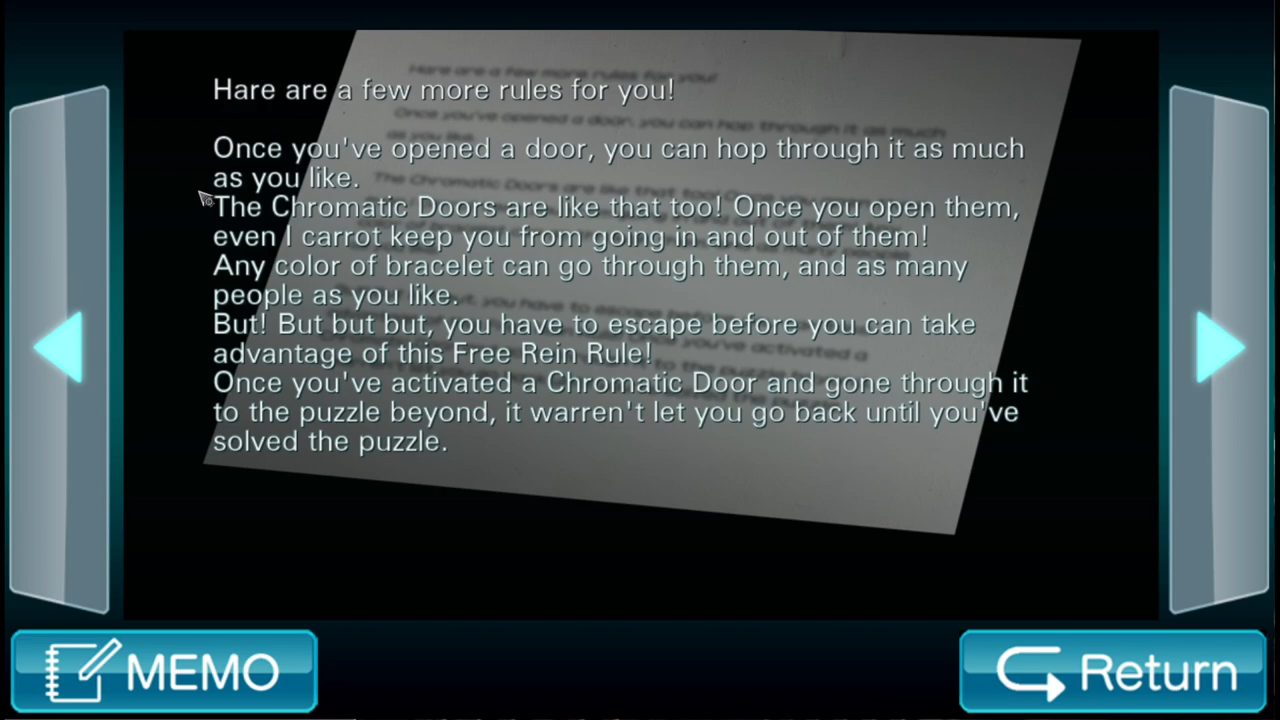 Hare are a few more rules for you!
Once you've opened a door, you can hop through it as much
as you like.
The Chromatic Doors are like that too! Once you open them,
even I carrot keep you from going in and out of them!
Any color of bracelet can go through them, and as many
people as you like.
But! But but but, you have to escape before you can take
advantage of this Free Rein Rule!
Once you've activated a Chromatic Door and gone through it
to the puzzle beyond, it warren't let you go back until you've
solved the puzzle.
MEMO
Return